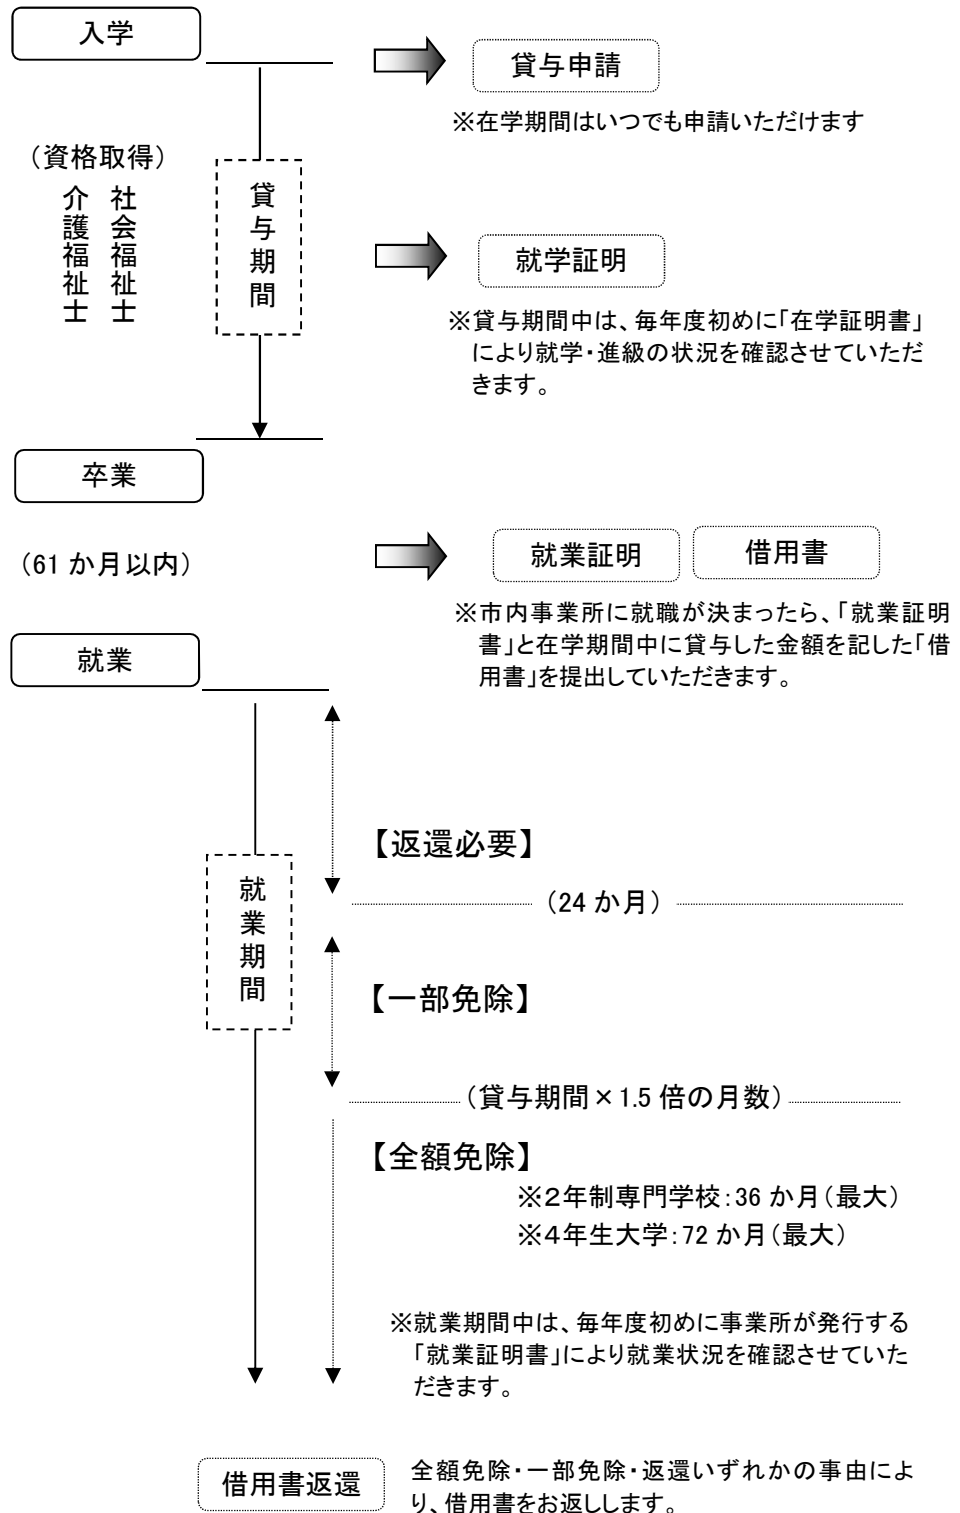 入学
貸与申請
※在学期間はいつでも申請いただけます
（資格取得）
社会福祉士
介護福祉士
貸与期間
就学証明
※貸与期間中は、毎年度初めに「在学証明書」
により就学・進級の状況を確認させていただ
きます。
卒業
（61 か月以内）
就業証明
借用書
※市内事業所に就職が決まったら、「就業証明
書」と在学期間中に貸与した金額を記した「借
用書」を提出していただきます。
就業
【返還必要】
就業期間
（24 か月）
【一部免除】
（貸与期間×1.5 倍の月数）
【全額免除】
※２年制専門学校：36 か月（最大）
※４年生大学：72 か月（最大）
※就業期間中は、毎年度初めに事業所が発行する
「就業証明書」により就業状況を確認させていた
だきます。
借用書返還
全額免除・一部免除・返還いずれかの事由によ
り、借用書をお返しします。